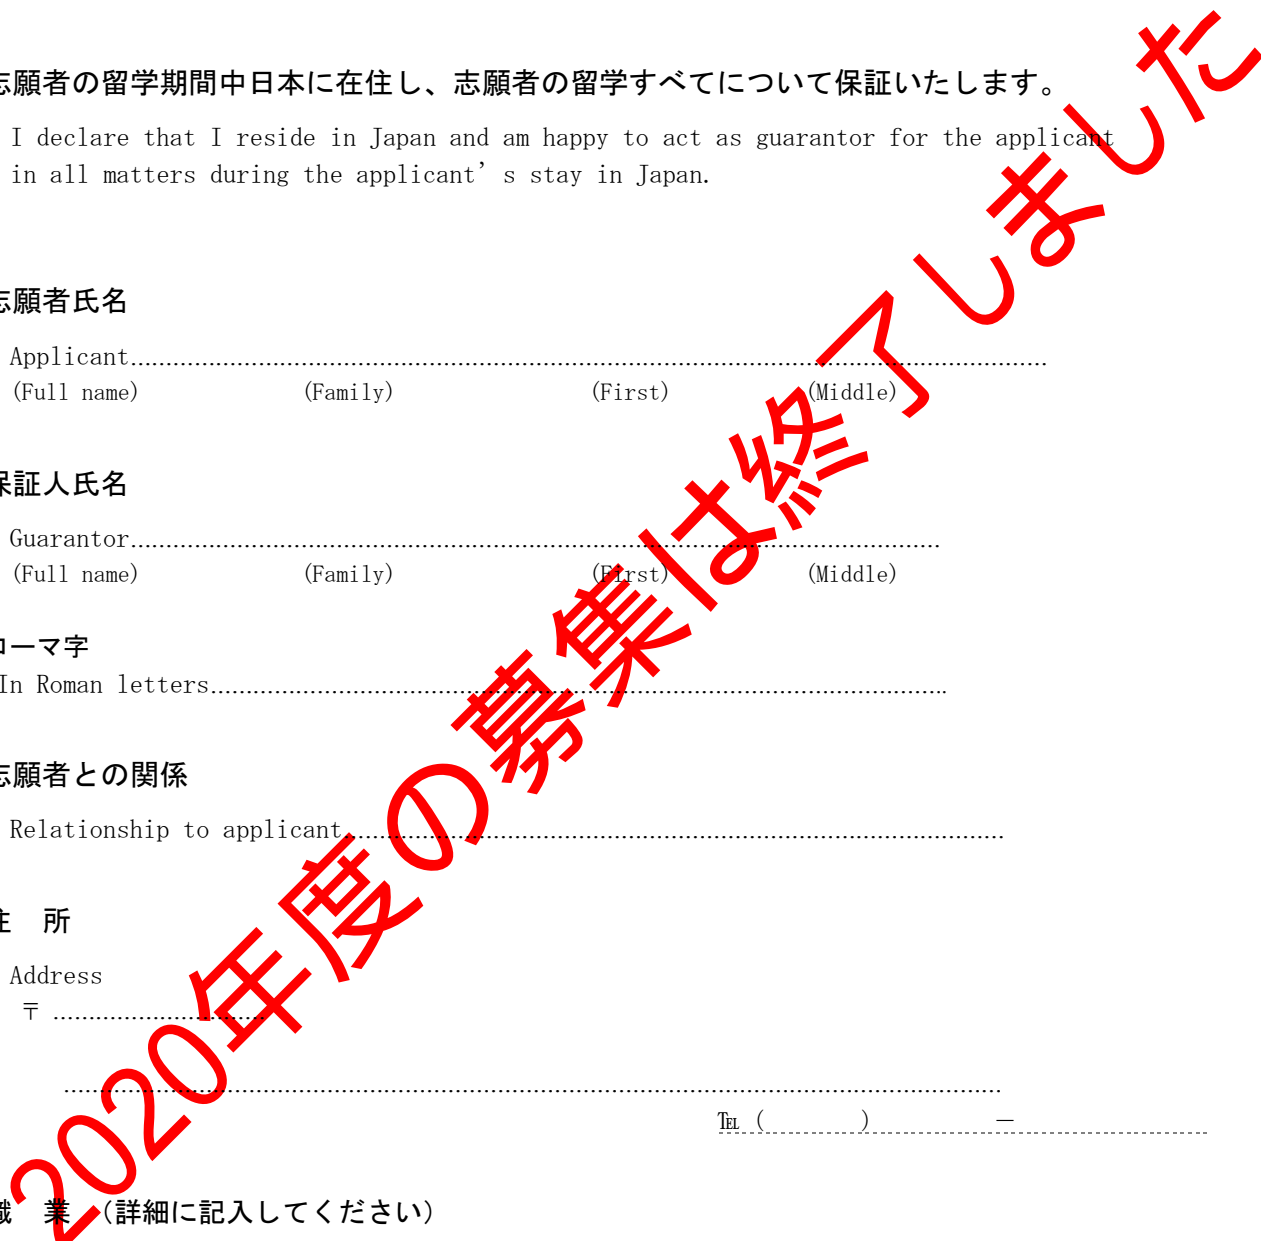 志願者の留学期間中日本に在住し、志願者の留学すべてについて保証いたします。
I declare that I reside in Japan and am happy to act as guarantor for the applicant
in all matters during the applicant’s stay in Japan.
志願者氏名
Applicant
(Full name) (Family) (First) (Middle)
保証人氏名
Guarantor
(Full name) (Family) (First) (Middle)
ローマ字
In Roman letters
志願者との関係
Relationship to applicant
住　所
Address
〒
℡ (　　　) －
職　業 (詳細に記入してください)
2020年度の募集は終了しました